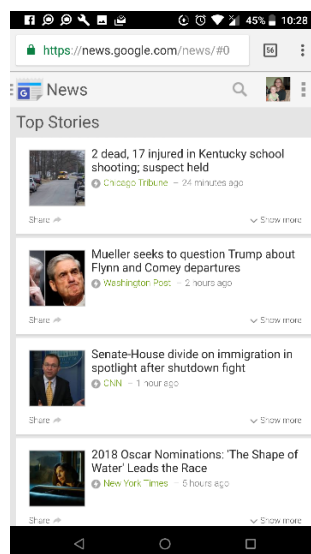 45% 10:28
https://news.google.com/news/#0 56
G News
Top Stories
2 dead, 17 injured in Kentucky school
shooting; suspect held
Chicago Tribune – 24 minutes ago
Share Show more
Mueller seeks to question Trump about
Flynn and Comey departures
Washington Post – 2 hours ago
Share Show more
Senate-House divide on immigration in
spotlight after shutdown fight
CNN – 1 hour ago
Share Show more
2018 Oscar Nominations: 'The Shape of
Water' Leads the Race
New York Times – 5 hours ago
Share Show more